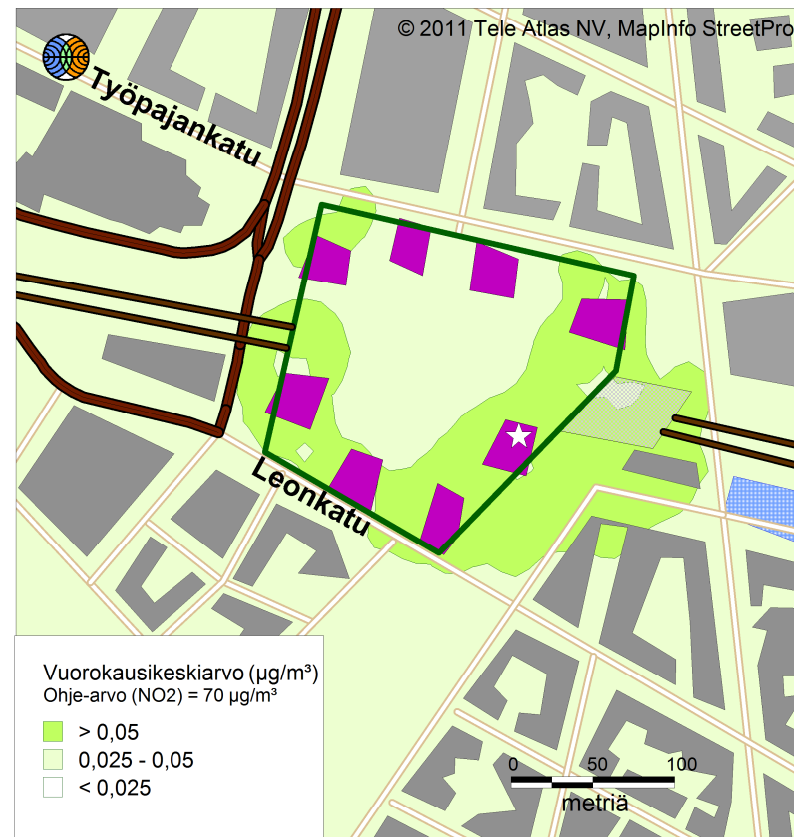 © 2011 Tele Atlas NV, MapInfo StreetPro
Työpajankatu
Leonkatu
Vuorokausikeskiarvo (µg/m³)
Ohje-arvo (NO2) = 70 µg/m³
> 0,05
0,025 - 0,05
< 0,025
0 50 100
metriä